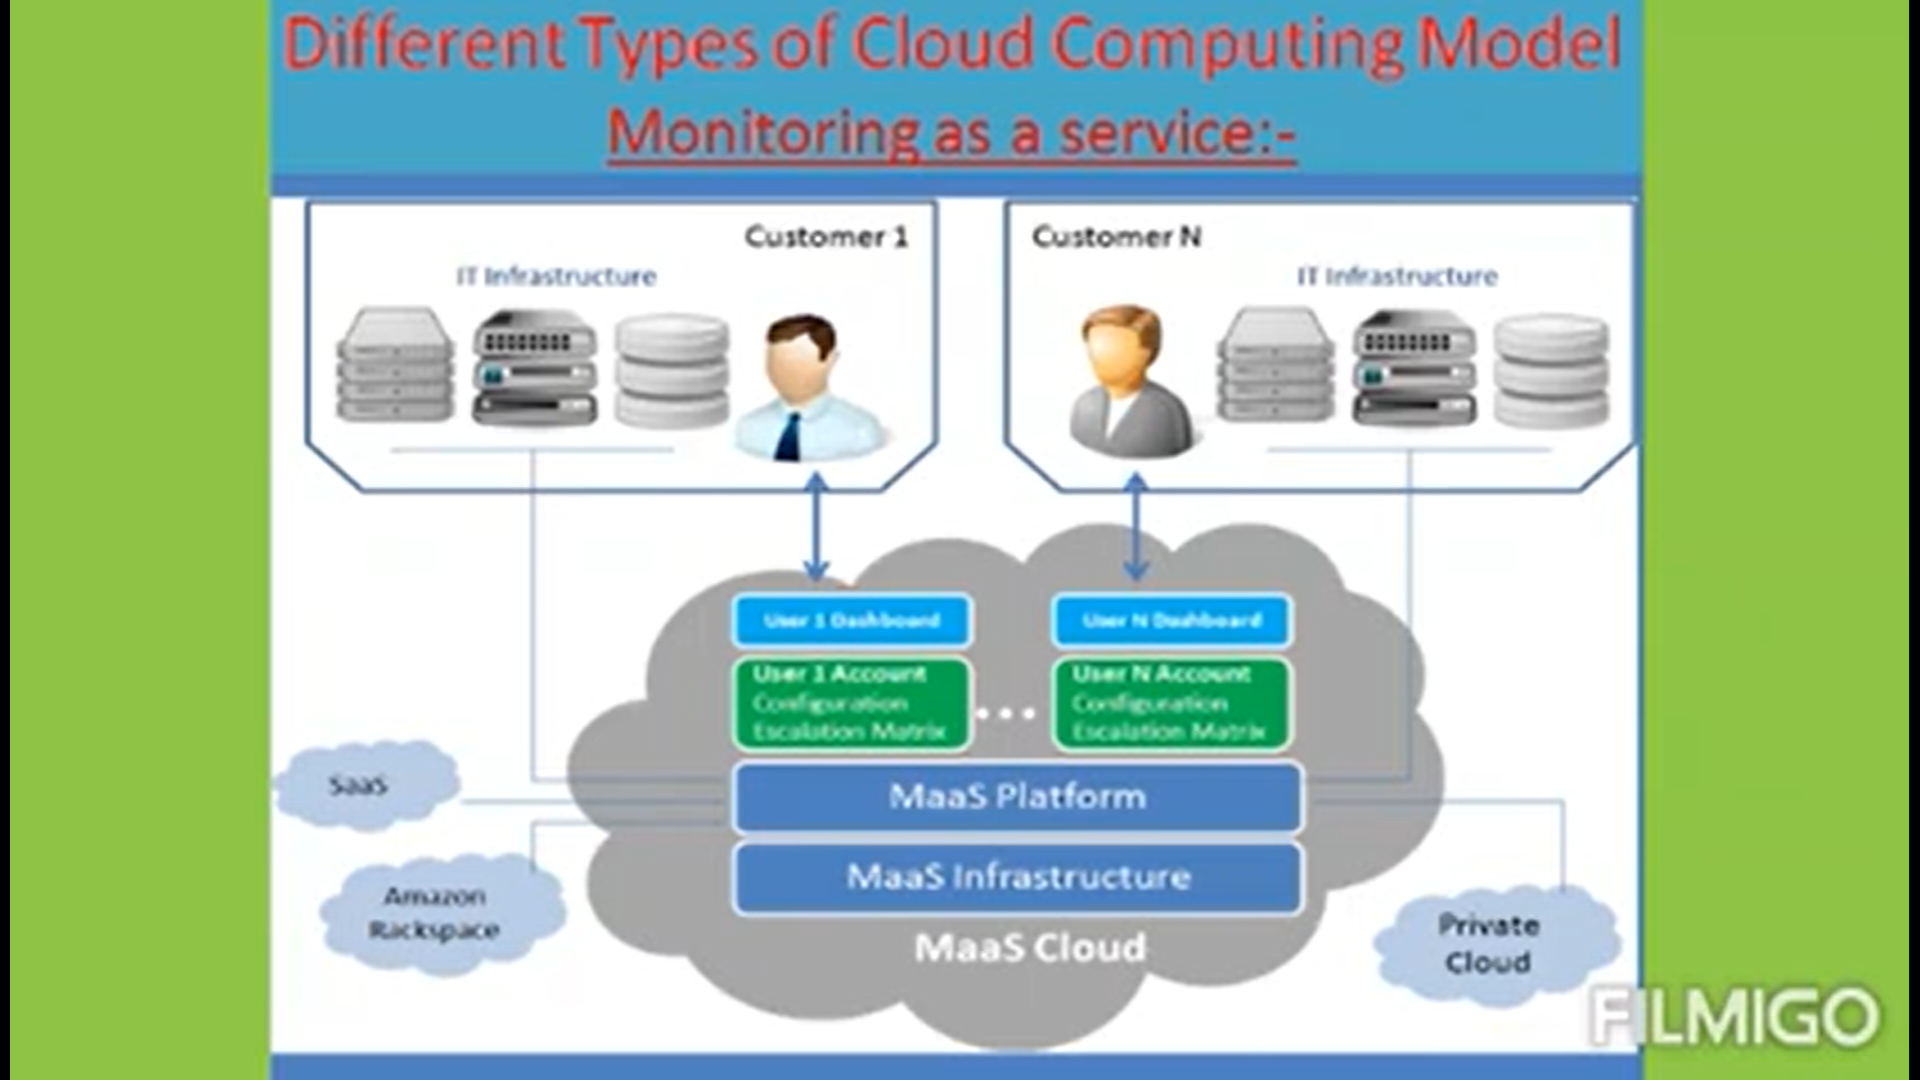 Different Types of Cloud Computing Model
Monitoring as a service:-
Customer 1
IT Infrastructure
Customer N
IT Infrastructure
User 1 Dashboard
User N Dashboard
User 1 Account
Configuration
Escalation Matrix
...
User N Account
Configuration
Escalation Matrix
MaaS Platform
MaaS Infrastructure
MaaS Cloud
SaaS
Amazon
Rackspace
Private
Cloud
FILMIGO